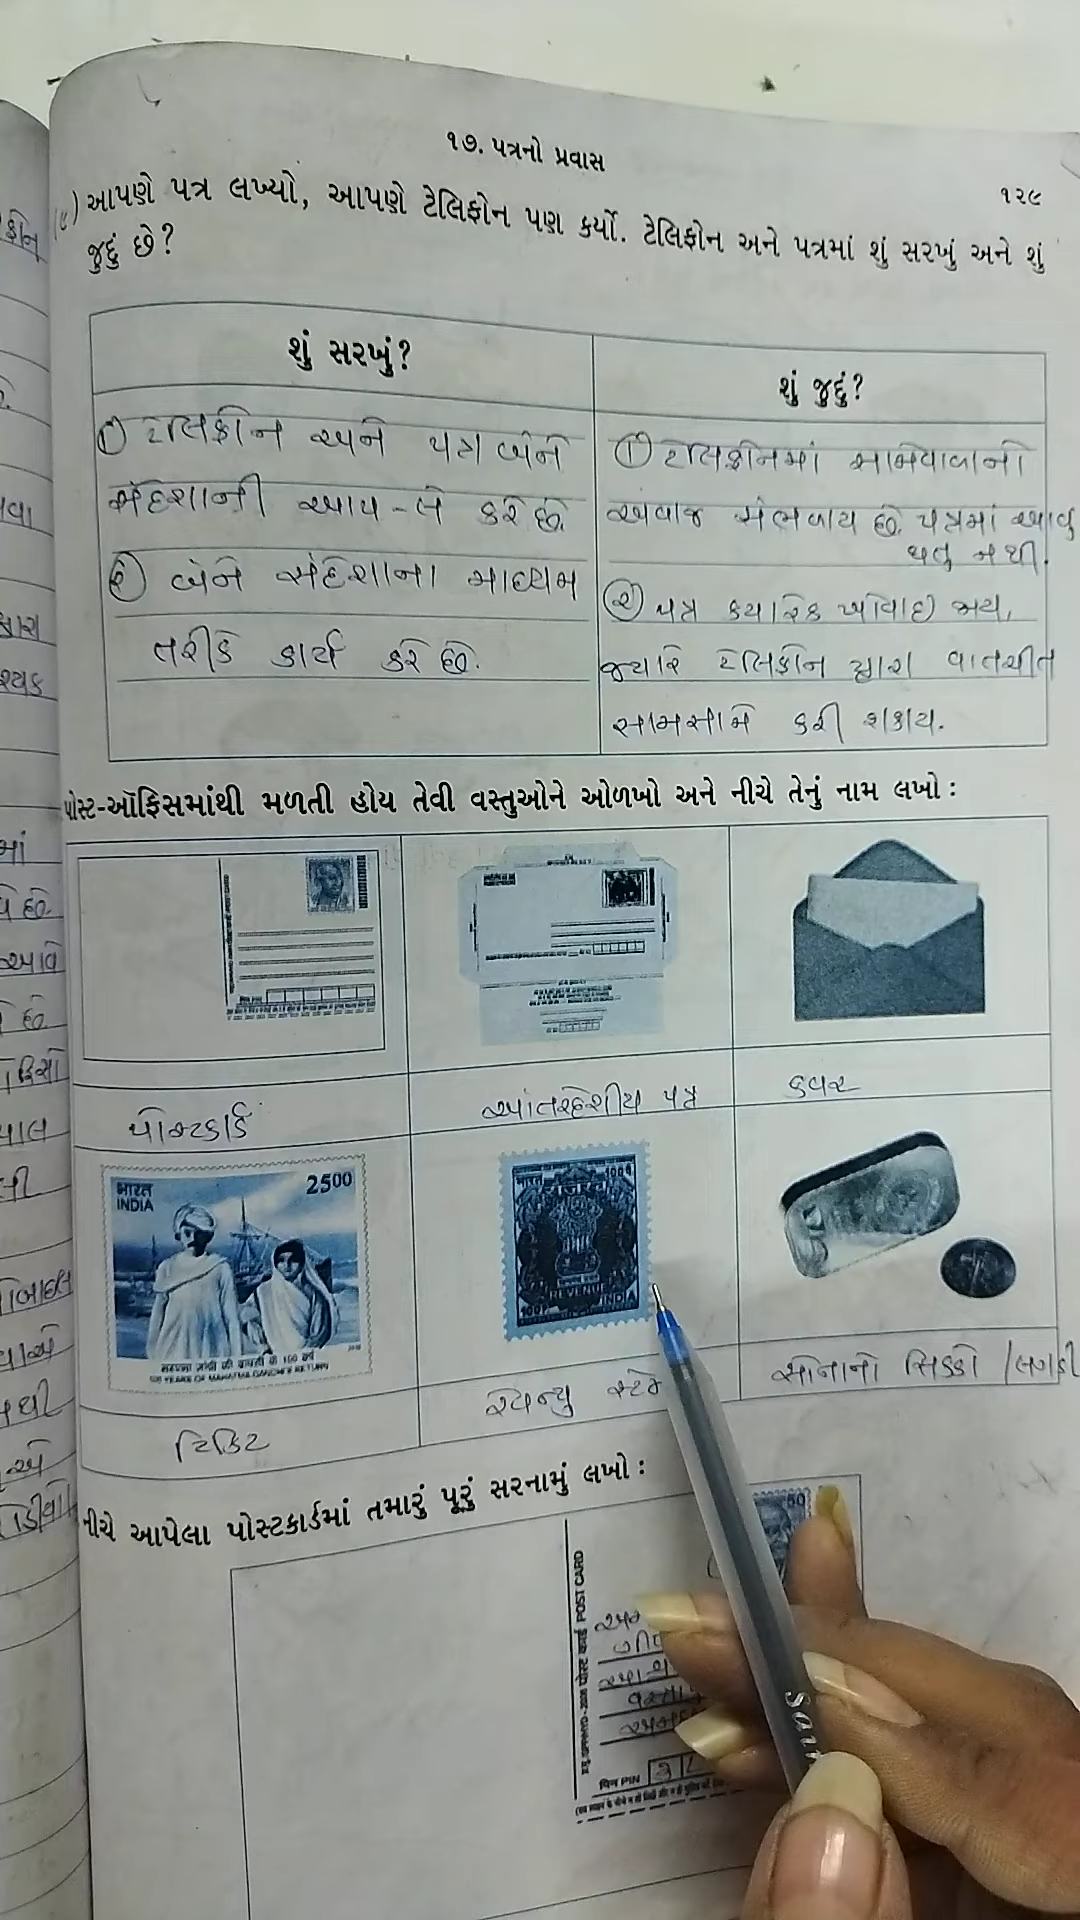 ૧૭. પત્રનો પ્રવાસ
૧૨૯
આપણે પત્ર લખ્યો, આપણે ટેલિફોન પણ કર્યો. ટેલિફોન અને પત્રમાં શું સરખું અને શું
જુદું છે?
શું સરખું?
① ટેલિફોન અને પત્ર બંને
સંદેશાની આપ-લે કરે છે.
② બંને સંદેશાના માધ્યમ
તરીકે કાર્ય કરે છે.
શું જુદું?
① ટેલિફોનમાં સામેવાળાનો
અવાજ સંભળાય છે. પત્રમાં આવું
થતું નથી.
② પત્ર ક્યારેક ખોવાઈ જાય,
જ્યારે ટેલિફોન દ્વારા વાતચીત
સામસામે કરી શકાય.
પોસ્ટ-ઑફિસમાંથી મળતી હોય તેવી વસ્તુઓને ઓળખો અને નીચે તેનું નામ લખો :
પોસ્ટકાર્ડ
આંતરદેશીય પત્ર
કવર
भारत
INDIA
2500
भारत
REVENUE
INDIA
ટિકિટ
રેવન્યુ સ્ટે
સોનાનો સિક્કો / લગડી
નીચે આપેલા પોસ્ટકાર્ડમાં તમારું પૂરું સરનામું લખો :
पोस्ट कार्ड POST CARD
पिन PIN